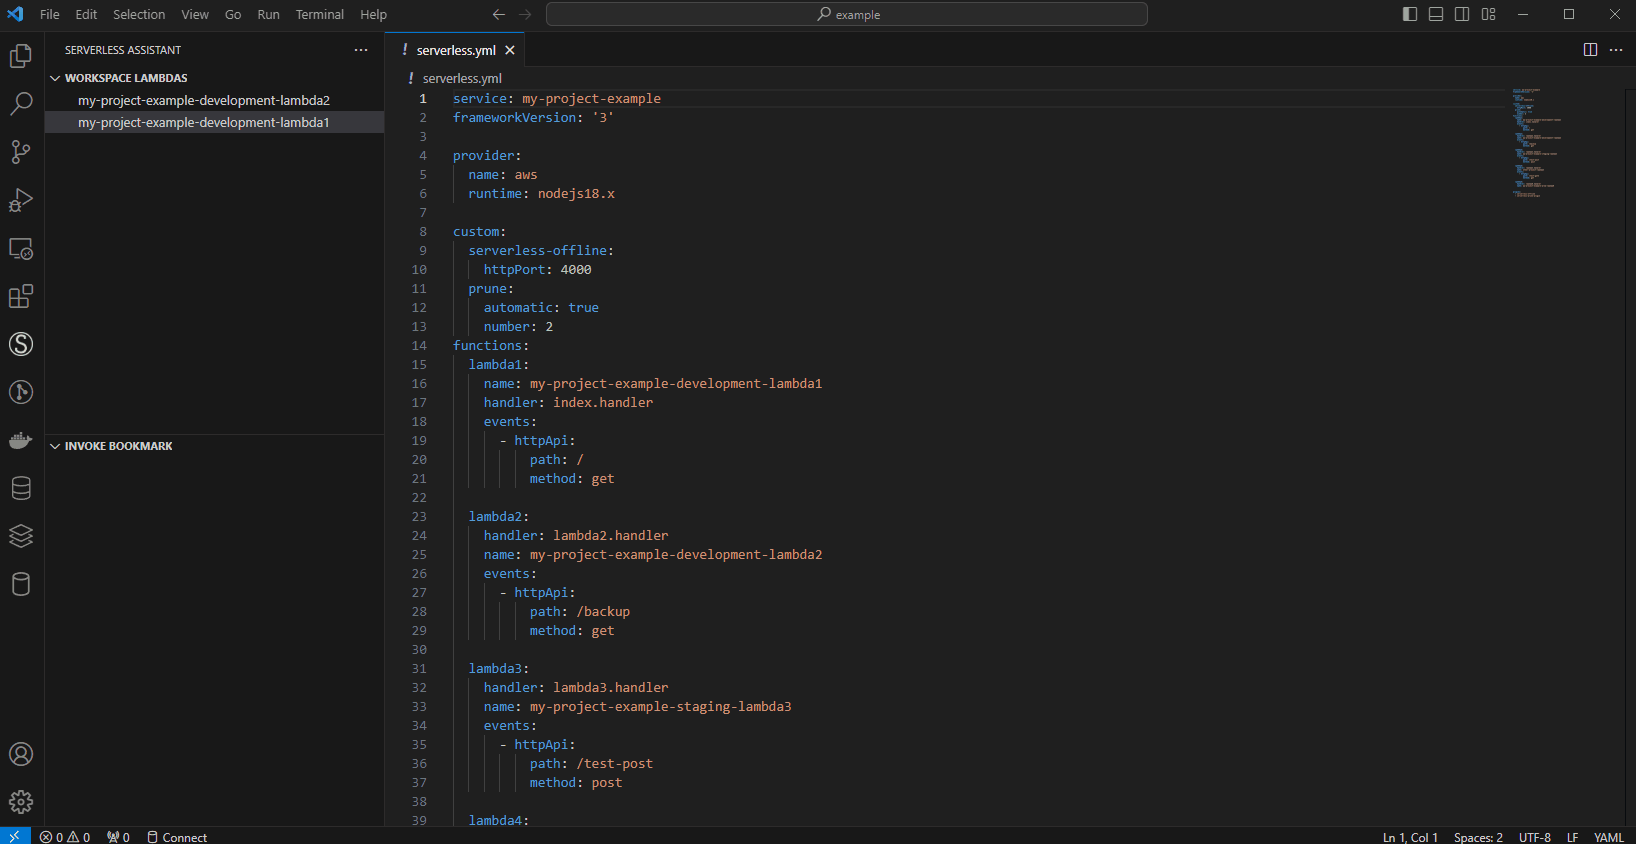 File Edit Selection View Go Run Terminal Help
example
SERVERLESS ASSISTANT
WORKSPACE LAMBDAS
my-project-example-development-lambda2
my-project-example-development-lambda1
INVOKE BOOKMARK
! serverless.yml
! serverless.yml
1 service: my-project-example
2 frameworkVersion: '3'
3
4 provider:
5 name: aws
6 runtime: nodejs18.x
7
8 custom:
9 serverless-offline:
10 httpPort: 4000
11 prune:
12 automatic: true
13 number: 2
14 functions:
15 lambda1:
16 name: my-project-example-development-lambda1
17 handler: index.handler
18 events:
19 - httpApi:
20 path: /
21 method: get
22
23 lambda2:
24 handler: lambda2.handler
25 name: my-project-example-development-lambda2
26 events:
27 - httpApi:
28 path: /backup
29 method: get
30
31 lambda3:
32 handler: lambda3.handler
33 name: my-project-example-staging-lambda3
34 events:
35 - httpApi:
36 path: /test-post
37 method: post
38
39 lambda4:
0 0 0 Connect
Ln 1, Col 1 Spaces: 2 UTF-8 LF YAML